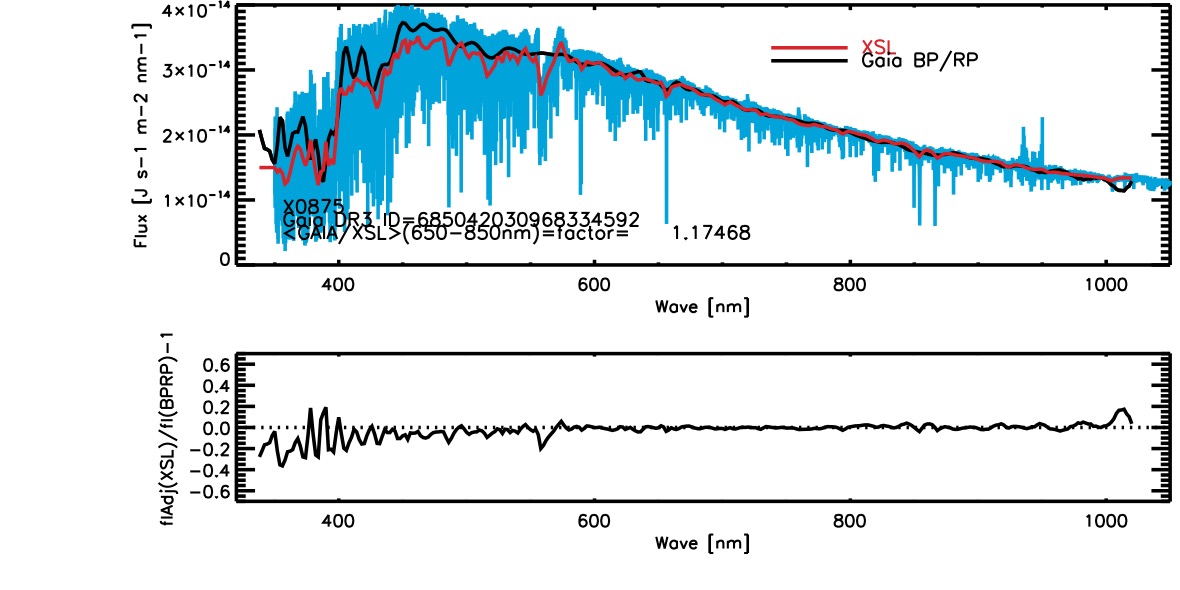 4×10⁻¹⁴
3×10⁻¹⁴
2×10⁻¹⁴
1×10⁻¹⁴
0
Flux [J s−1 m−2 nm−1]
XSL
Gaia BP/RP
X0875
Gaia DR3 ID=685042030968334592
<GAIA/XSL>(650−850nm)=factor= 1.17468
400 600 800 1000
Wave [nm]
flAdj(XSL)/fl(BPRP)−1
0.6
0.4
0.2
0.0
−0.2
−0.4
−0.6
400 600 800 1000
Wave [nm]